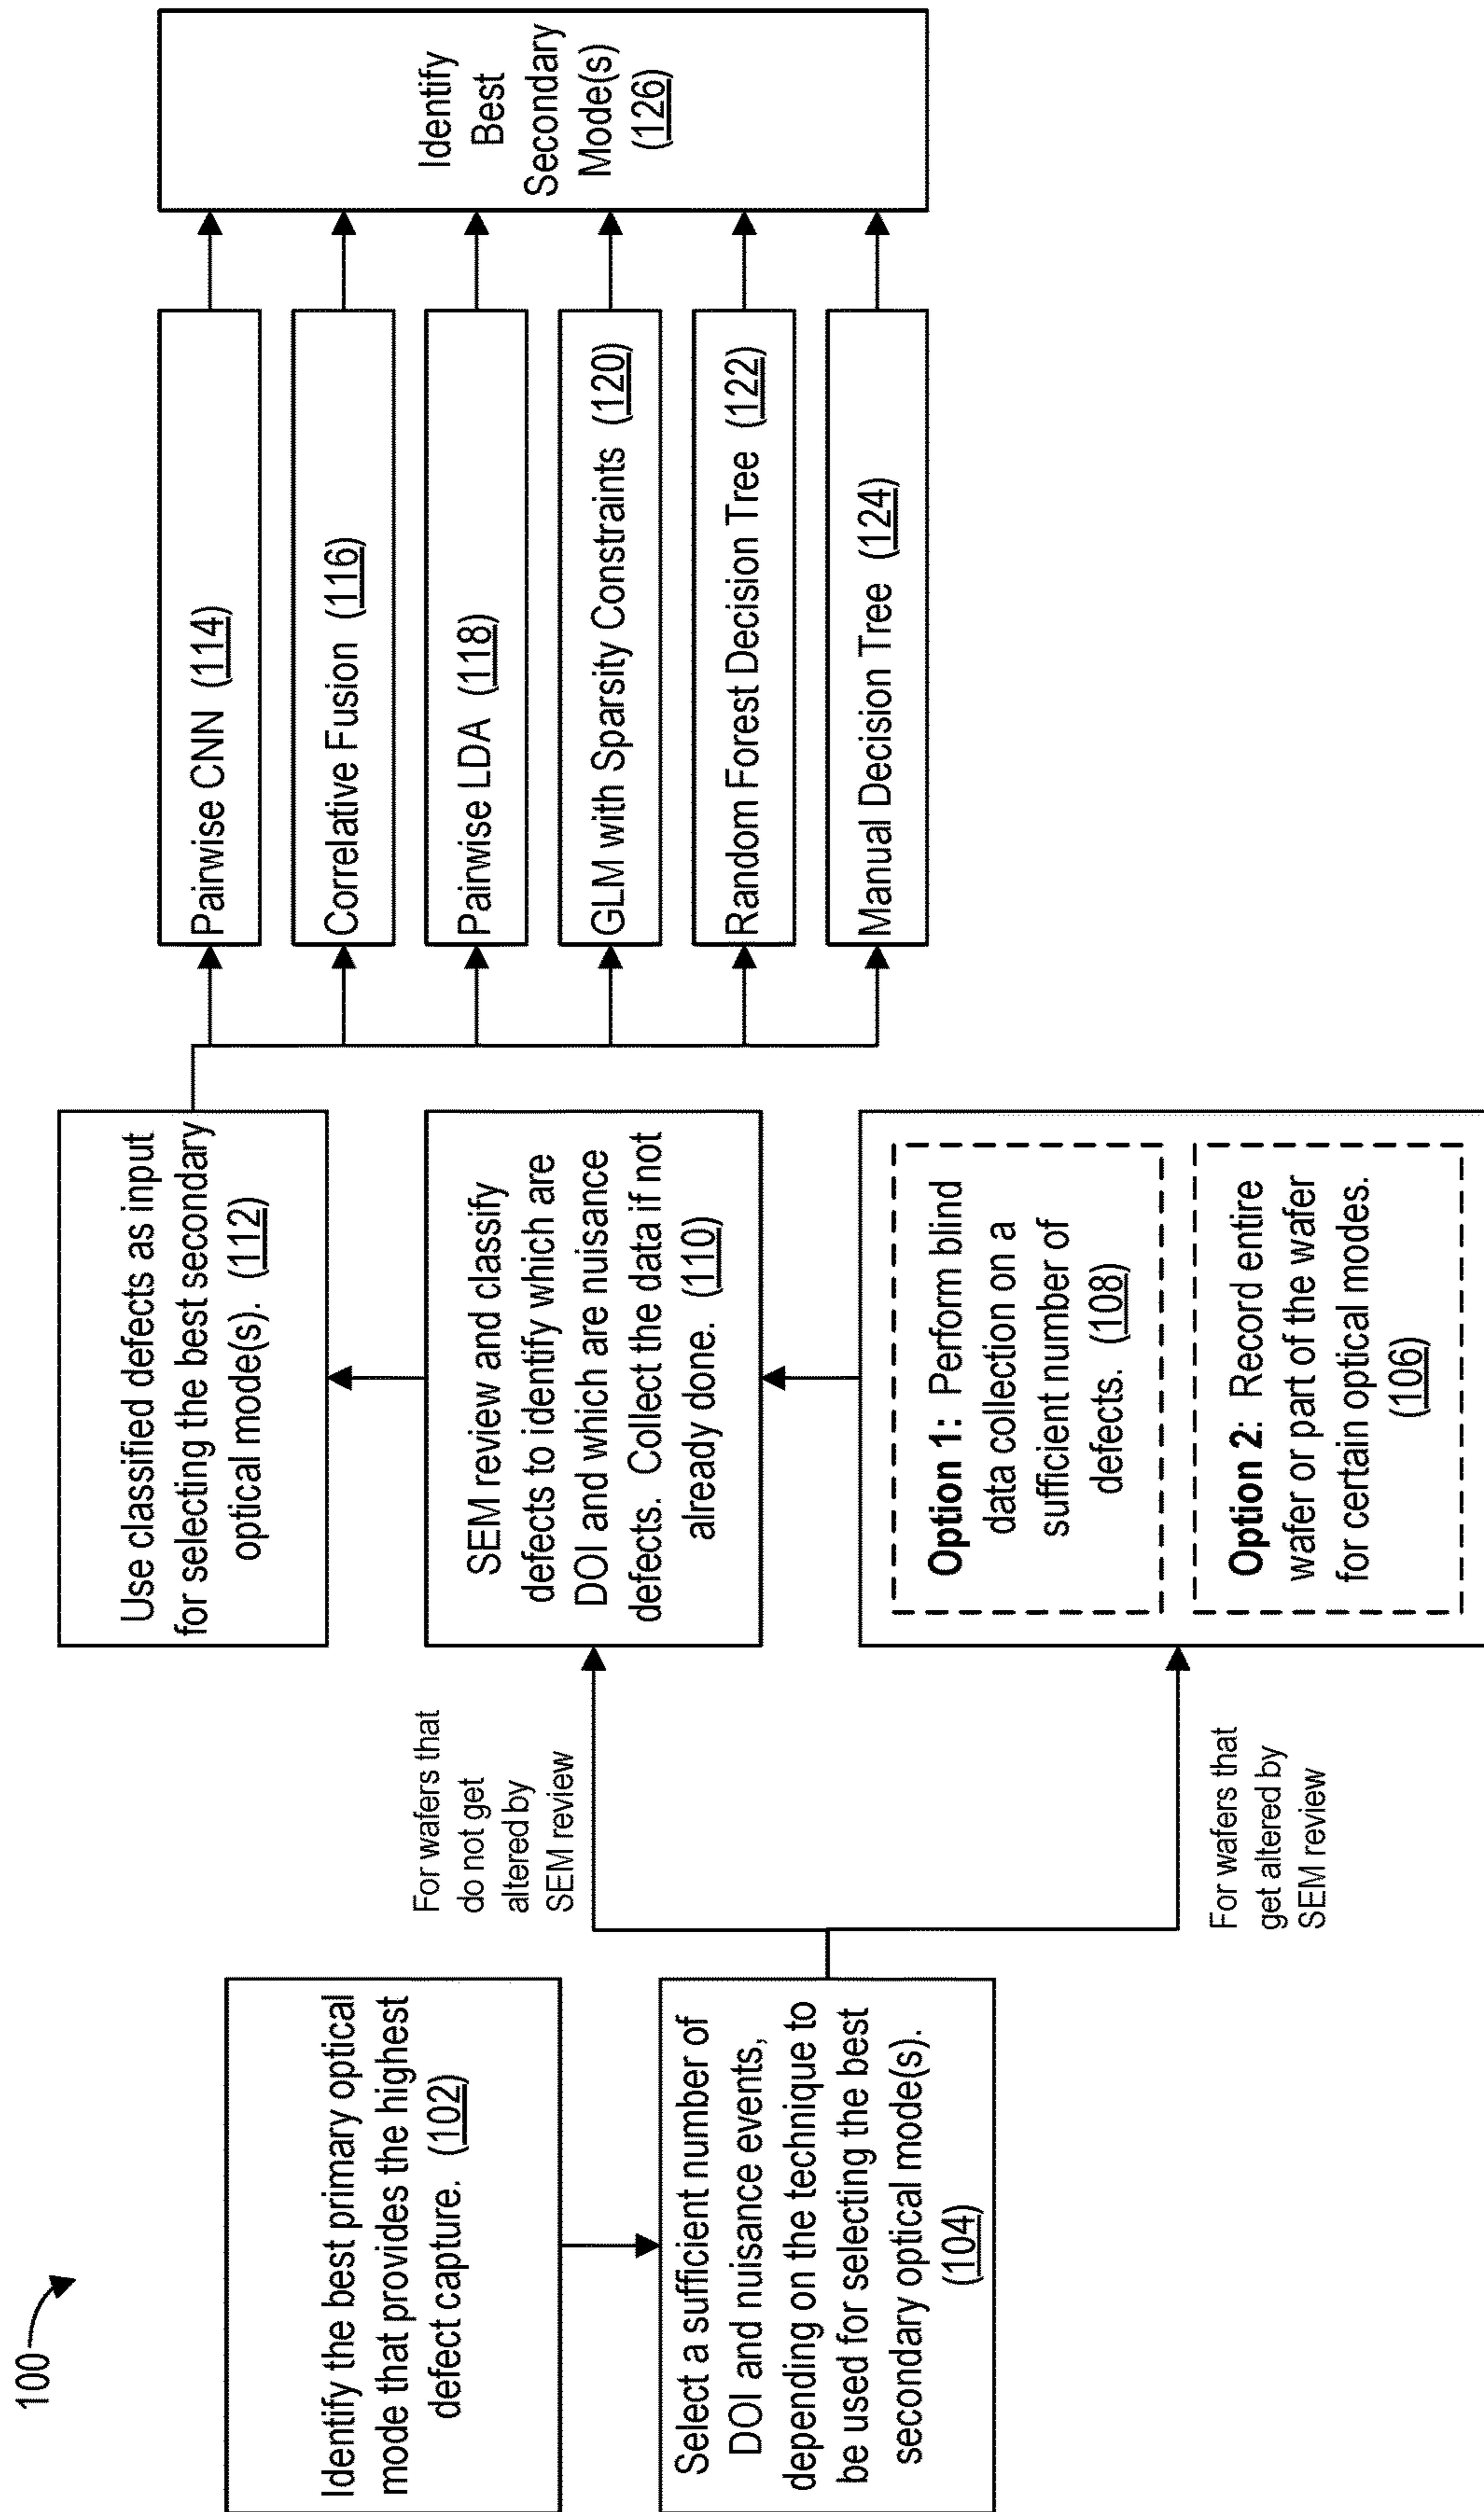 100
Identify the best primary optical
mode that provides the highest
defect capture. (102)
Select a sufficient number of
DOI and nuisance events,
depending on the technique to
be used for selecting the best
secondary optical mode(s).
(104)
For wafers that
do not get
altered by
SEM review
For wafers that
get altered by
SEM review
Use classified defects as input
for selecting the best secondary
optical mode(s). (112)
SEM review and classify
defects to identify which are
DOI and which are nuisance
defects. Collect the data if not
already done. (110)
Option 1: Perform blind
data collection on a
sufficient number of
defects. (108)
Option 2: Record entire
wafer or part of the wafer
for certain optical modes.
(106)
Pairwise CNN (114)
Correlative Fusion (116)
Pairwise LDA (118)
GLM with Sparsity Constraints (120)
Random Forest Decision Tree (122)
Manual Decision Tree (124)
Identify
Best
Secondary
Mode(s)
(126)